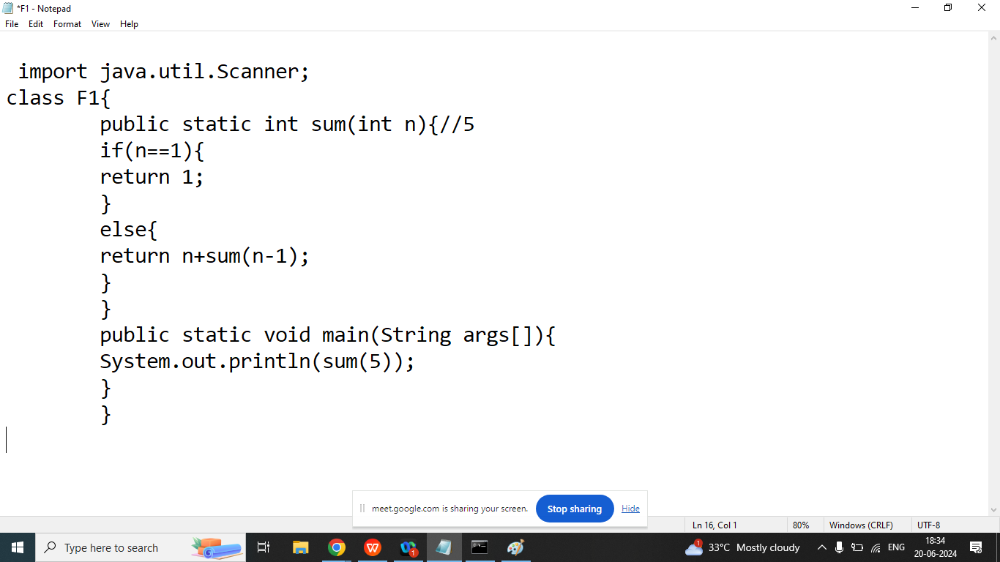 *F1 - Notepad
File Edit Format View Help
import java.util.Scanner;
class F1{
public static int sum(int n){//5
if(n==1){
return 1;
}
else{
return n+sum(n-1);
}
}
public static void main(String args[]){
System.out.println(sum(5));
}
}
meet.google.com is sharing your screen. Stop sharing Hide
Ln 16, Col 1 80% Windows (CRLF) UTF-8
Type here to search 1 1 33°C Mostly cloudy ENG 18:34
20-06-2024